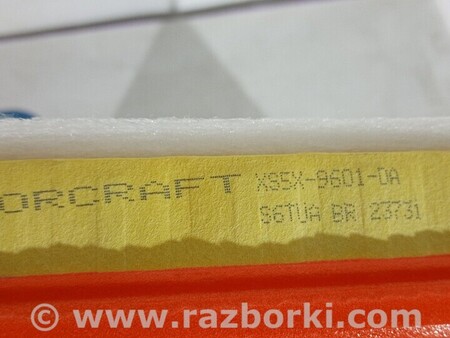 ORCRAFT XS5X-9601-DA
S6TUA BR 23731
© www.razborki.com